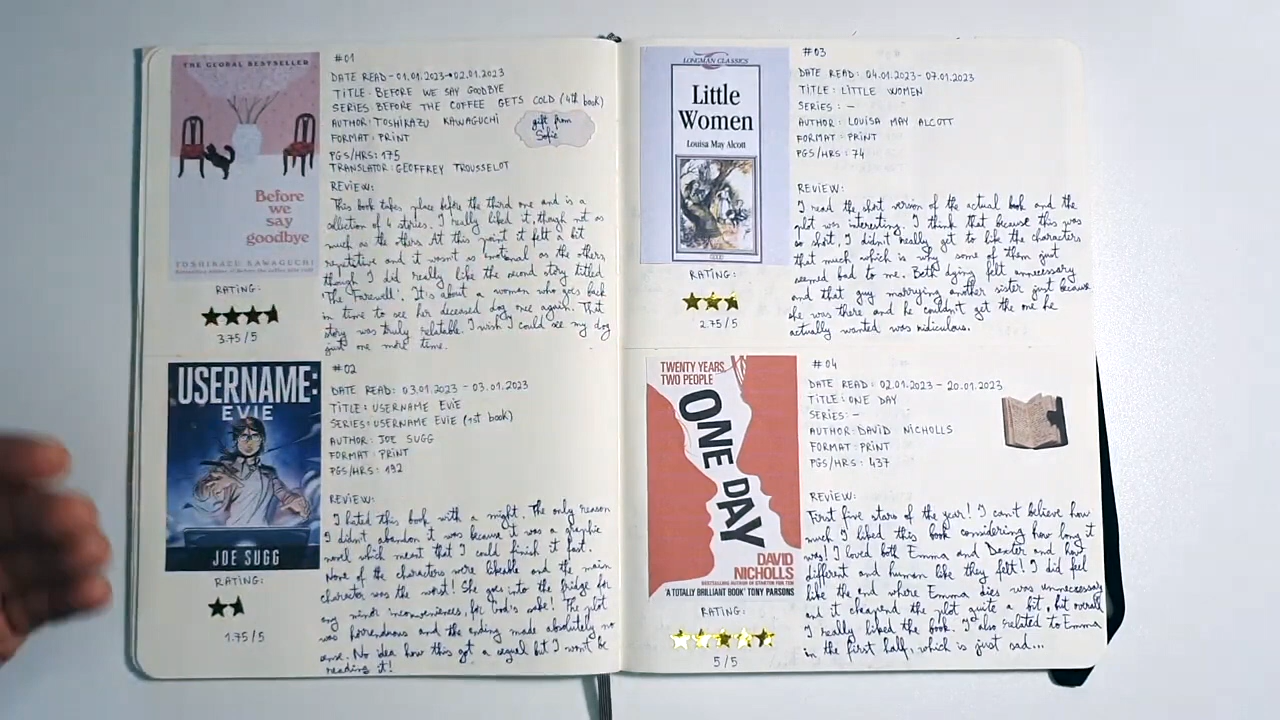 THE GLOBAL BESTSELLER
Before
we
say
goodbye
TOSHIKAZU KAWAGUCHI
RATING:
3.75/5
#01
DATE READ - 01.01.2023 → 02.01.2023
TITLE: BEFORE WE SAY GOODBYE
SERIES: BEFORE THE COFFEE GETS COLD (4th book)
AUTHOR: TOSHIKAZU KAWAGUCHI
FORMAT: PRINT
PGS/HRS: 175
TRANSLATOR: GEOFFREY TROUSSELOT
gift from
Sofie
REVIEW:
This book takes place before the third one and is a
collection of 4 stories. I really liked it, though not as
much as the others. At this point it felt a bit
repetitive and it wasn't as emotional as the others,
though I did really like the second story titled
'The Farewell'. It's about a woman who goes back
in time to see her deceased dog once again. That
story was truly relatable. I wish I could see my dog
just one more time.
USERNAME:
EVIE
JOE SUGG
RATING:
1.75/5
#02
DATE READ: 03.01.2023 - 03.01.2023
TITLE: USERNAME EVIE
SERIES: USERNAME EVIE (1st book)
AUTHOR: JOE SUGG
FORMAT: PRINT
PGS/HRS: 192
REVIEW:
I hated this book with a might. The only reason
I didn't abandon it was because it was a graphic
novel which meant that I could finish it fast.
None of the characters were likeable and the main
character was the worst! She goes into the fridge for
any minor inconveniences, for God's sake! The plot
was horrendous and the ending made absolutely no
sense. No idea how this got a sequel but I won't be
reading it!
LONGMAN CLASSICS
Little
Women
Louisa May Alcott
RATING:
2.75/5
#03
DATE READ: 04.01.2023 - 07.01.2023
TITLE: LITTLE WOMEN
SERIES: -
AUTHOR: LOUISA MAY ALCOTT
FORMAT: PRINT
PGS/HRS: 74
REVIEW:
I read the short version of the actual book and the
plot was interesting. I think that because this was
so short, I didn't really get to like the characters
that much which is why some of them just
seemed bad to me. Beth dying felt unnecessary
and that guy marrying another sister just because
she was there and he couldn't get the one he
actually wanted was ridiculous.
TWENTY YEARS,
TWO PEOPLE
ONE DAY
DAVID
NICHOLLS
BESTSELLING AUTHOR OF STARTER FOR TEN
'A TOTALLY BRILLIANT BOOK' TONY PARSONS
RATING:
5/5
#04
DATE READ: 02.01.2023 - 20.01.2023
TITLE: ONE DAY
SERIES: -
AUTHOR: DAVID NICHOLLS
FORMAT: PRINT
PGS/HRS: 437
REVIEW:
First five stars of the year! I can't believe how
much I liked this book considering how long it
was! I loved both Emma and Dexter and how
different and human like they felt! I did feel
like the end where Emma dies was unnecessary
and it cheapend the plot quite a bit, bit overall
I really liked the book. I also related to Emma
in the first half, which is just sad...